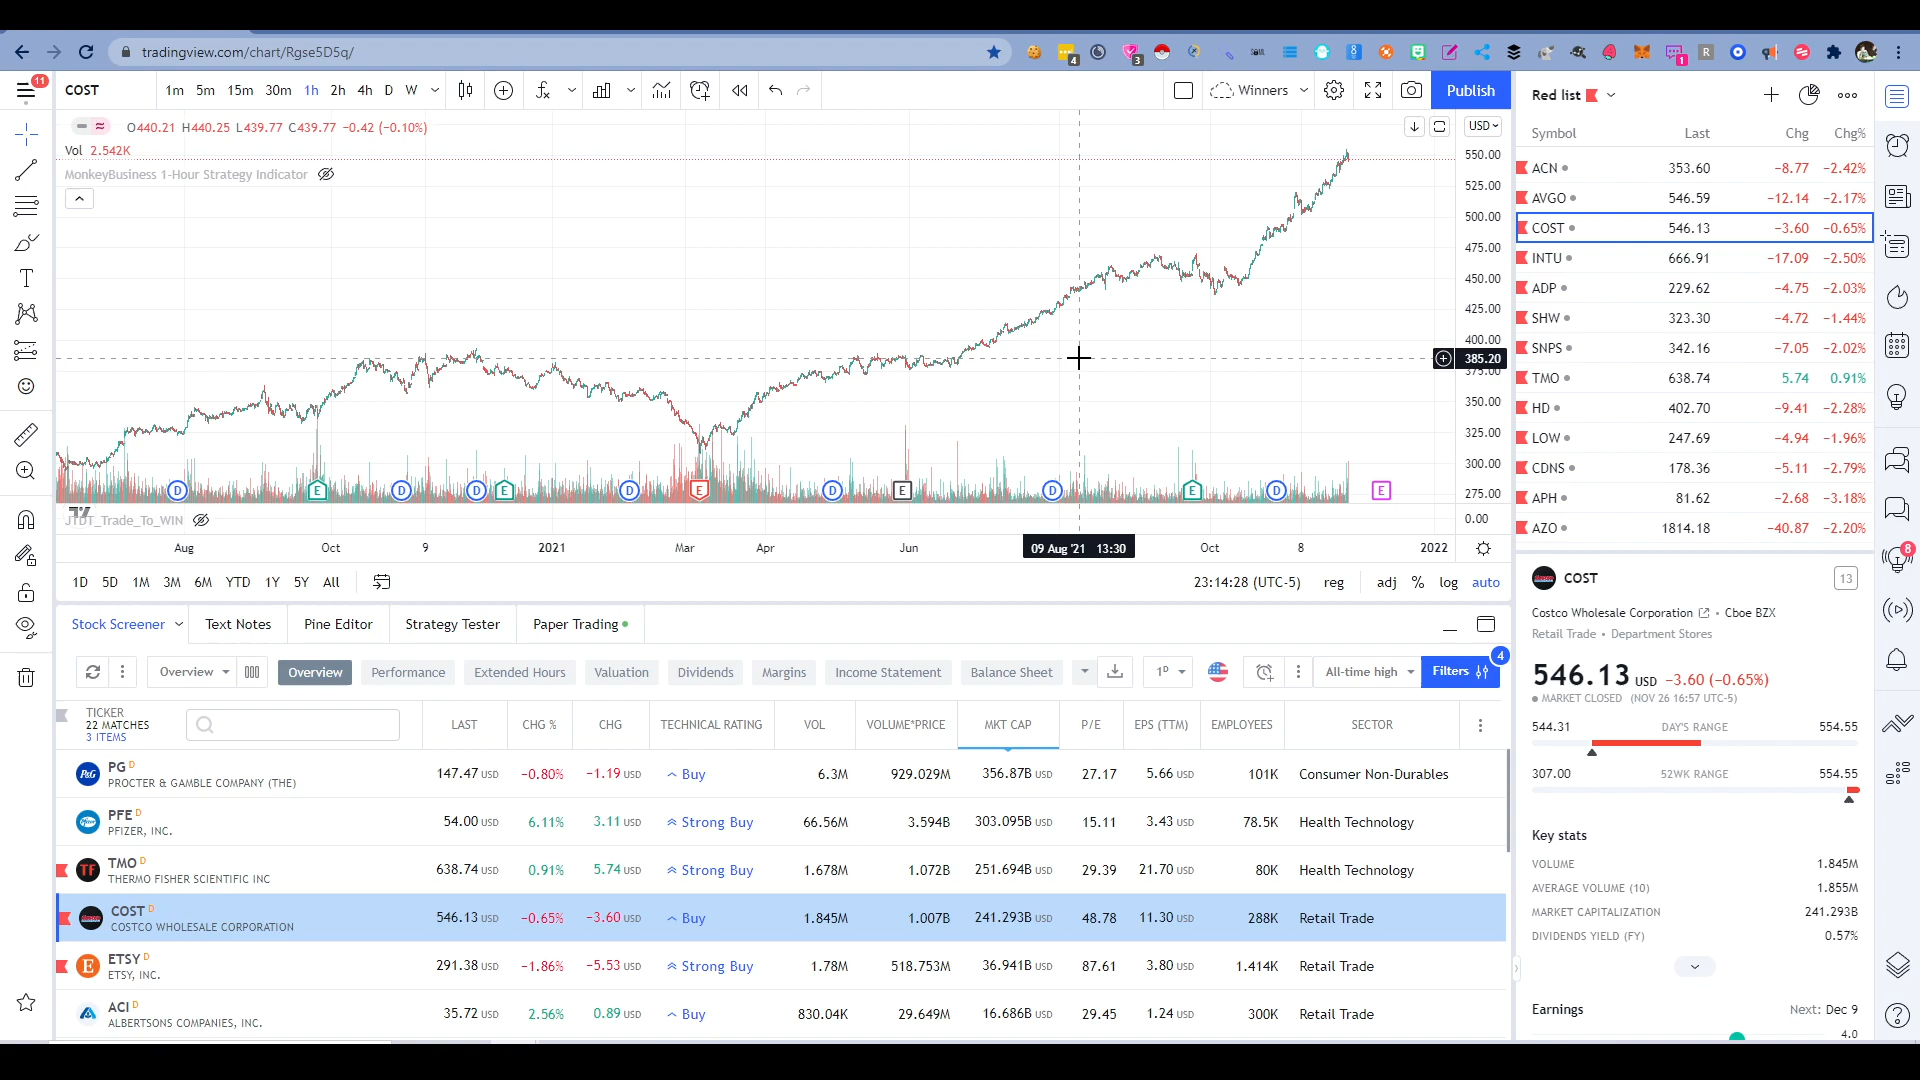 tradingview.com/chart/Rgse5D5q/
4
3
1
11
COST
1m 5m 15m 30m 1h 2h 4h D W
Winners
Publish
O440.21 H440.25 L439.77 C439.77 −0.42 (−0.10%)
Vol 2.542K
MonkeyBusiness 1-Hour Strategy Indicator
USD
550.00
525.00
500.00
475.00
450.00
425.00
400.00
385.20
375.00
350.00
325.00
300.00
275.00
0.00
D E D D E D E D E D E D E
JTDT_Trade_To_WIN
Aug Oct 9 2021 Mar Apr Jun 09 Aug '21 13:30 Oct 8 2022
1D 5D 1M 3M 6M YTD 1Y 5Y All
23:14:28 (UTC-5) reg adj % log auto
Stock Screener Text Notes Pine Editor Strategy Tester Paper Trading
Overview Overview Performance Extended Hours Valuation Dividends Margins Income Statement Balance Sheet 1D All-time high Filters 4
TICKER LAST CHG % CHG TECHNICAL RATING VOL VOLUME*PRICE MKT CAP P/E EPS (TTM) EMPLOYEES SECTOR
22 MATCHES
3 ITEMS
PG D 147.47 USD −0.80% −1.19 USD Buy 6.3M 929.029M 356.87B USD 27.17 5.66 USD 101K Consumer Non-Durables
PROCTER & GAMBLE COMPANY (THE)
PFE D 54.00 USD 6.11% 3.11 USD Strong Buy 66.56M 3.594B 303.095B USD 15.11 3.43 USD 78.5K Health Technology
PFIZER, INC.
TMO D 638.74 USD 0.91% 5.74 USD Strong Buy 1.678M 1.072B 251.694B USD 29.39 21.70 USD 80K Health Technology
THERMO FISHER SCIENTIFIC INC
COST D 546.13 USD −0.65% −3.60 USD Buy 1.845M 1.007B 241.293B USD 48.78 11.30 USD 288K Retail Trade
COSTCO WHOLESALE CORPORATION
ETSY D 291.38 USD −1.86% −5.53 USD Strong Buy 1.78M 518.753M 36.941B USD 87.61 3.80 USD 1.414K Retail Trade
ETSY, INC.
ACI D 35.72 USD 2.56% 0.89 USD Buy 830.04K 29.649M 16.686B USD 29.45 1.24 USD 300K Retail Trade
ALBERTSONS COMPANIES, INC.
Red list
Symbol Last Chg Chg%
ACN 353.60 −8.77 −2.42%
AVGO 546.59 −12.14 −2.17%
COST 546.13 −3.60 −0.65%
INTU 666.91 −17.09 −2.50%
ADP 229.62 −4.75 −2.03%
SHW 323.30 −4.72 −1.44%
SNPS 342.16 −7.05 −2.02%
TMO 638.74 5.74 0.91%
HD 402.70 −9.41 −2.28%
LOW 247.69 −4.94 −1.96%
CDNS 178.36 −5.11 −2.79%
APH 81.62 −2.68 −3.18%
AZO 1814.18 −40.87 −2.20%
8
COST 13
Costco Wholesale Corporation • Cboe BZX
Retail Trade • Department Stores
546.13 USD −3.60 (−0.65%)
MARKET CLOSED (NOV 26 16:57 UTC-5)
544.31 DAY'S RANGE 554.55
307.00 52WK RANGE 554.55
Key stats
VOLUME 1.845M
AVERAGE VOLUME (10) 1.855M
MARKET CAPITALIZATION 241.293B
DIVIDENDS YIELD (FY) 0.57%
Earnings Next: Dec 9
4.0